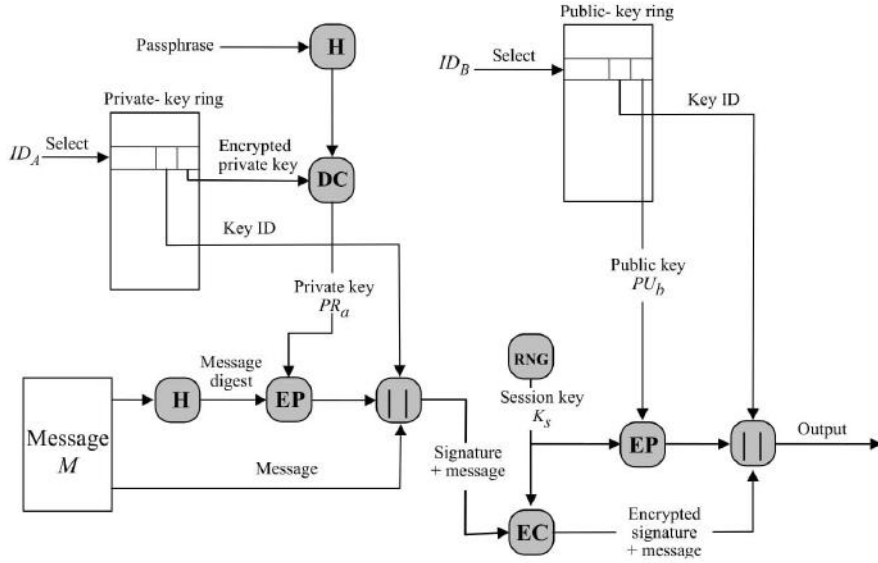 Passphrase
H
Public- key ring
ID_B
Select
Key ID
Private- key ring
ID_A
Select
Encrypted
private key
DC
Key ID
Public key
PU_b
Private key
PR_a
RNG
Message
digest
Session key
K_s
Message
M
H
EP
||
EP
||
Output
Message
Signature
+ message
EC
Encrypted
signature
+ message